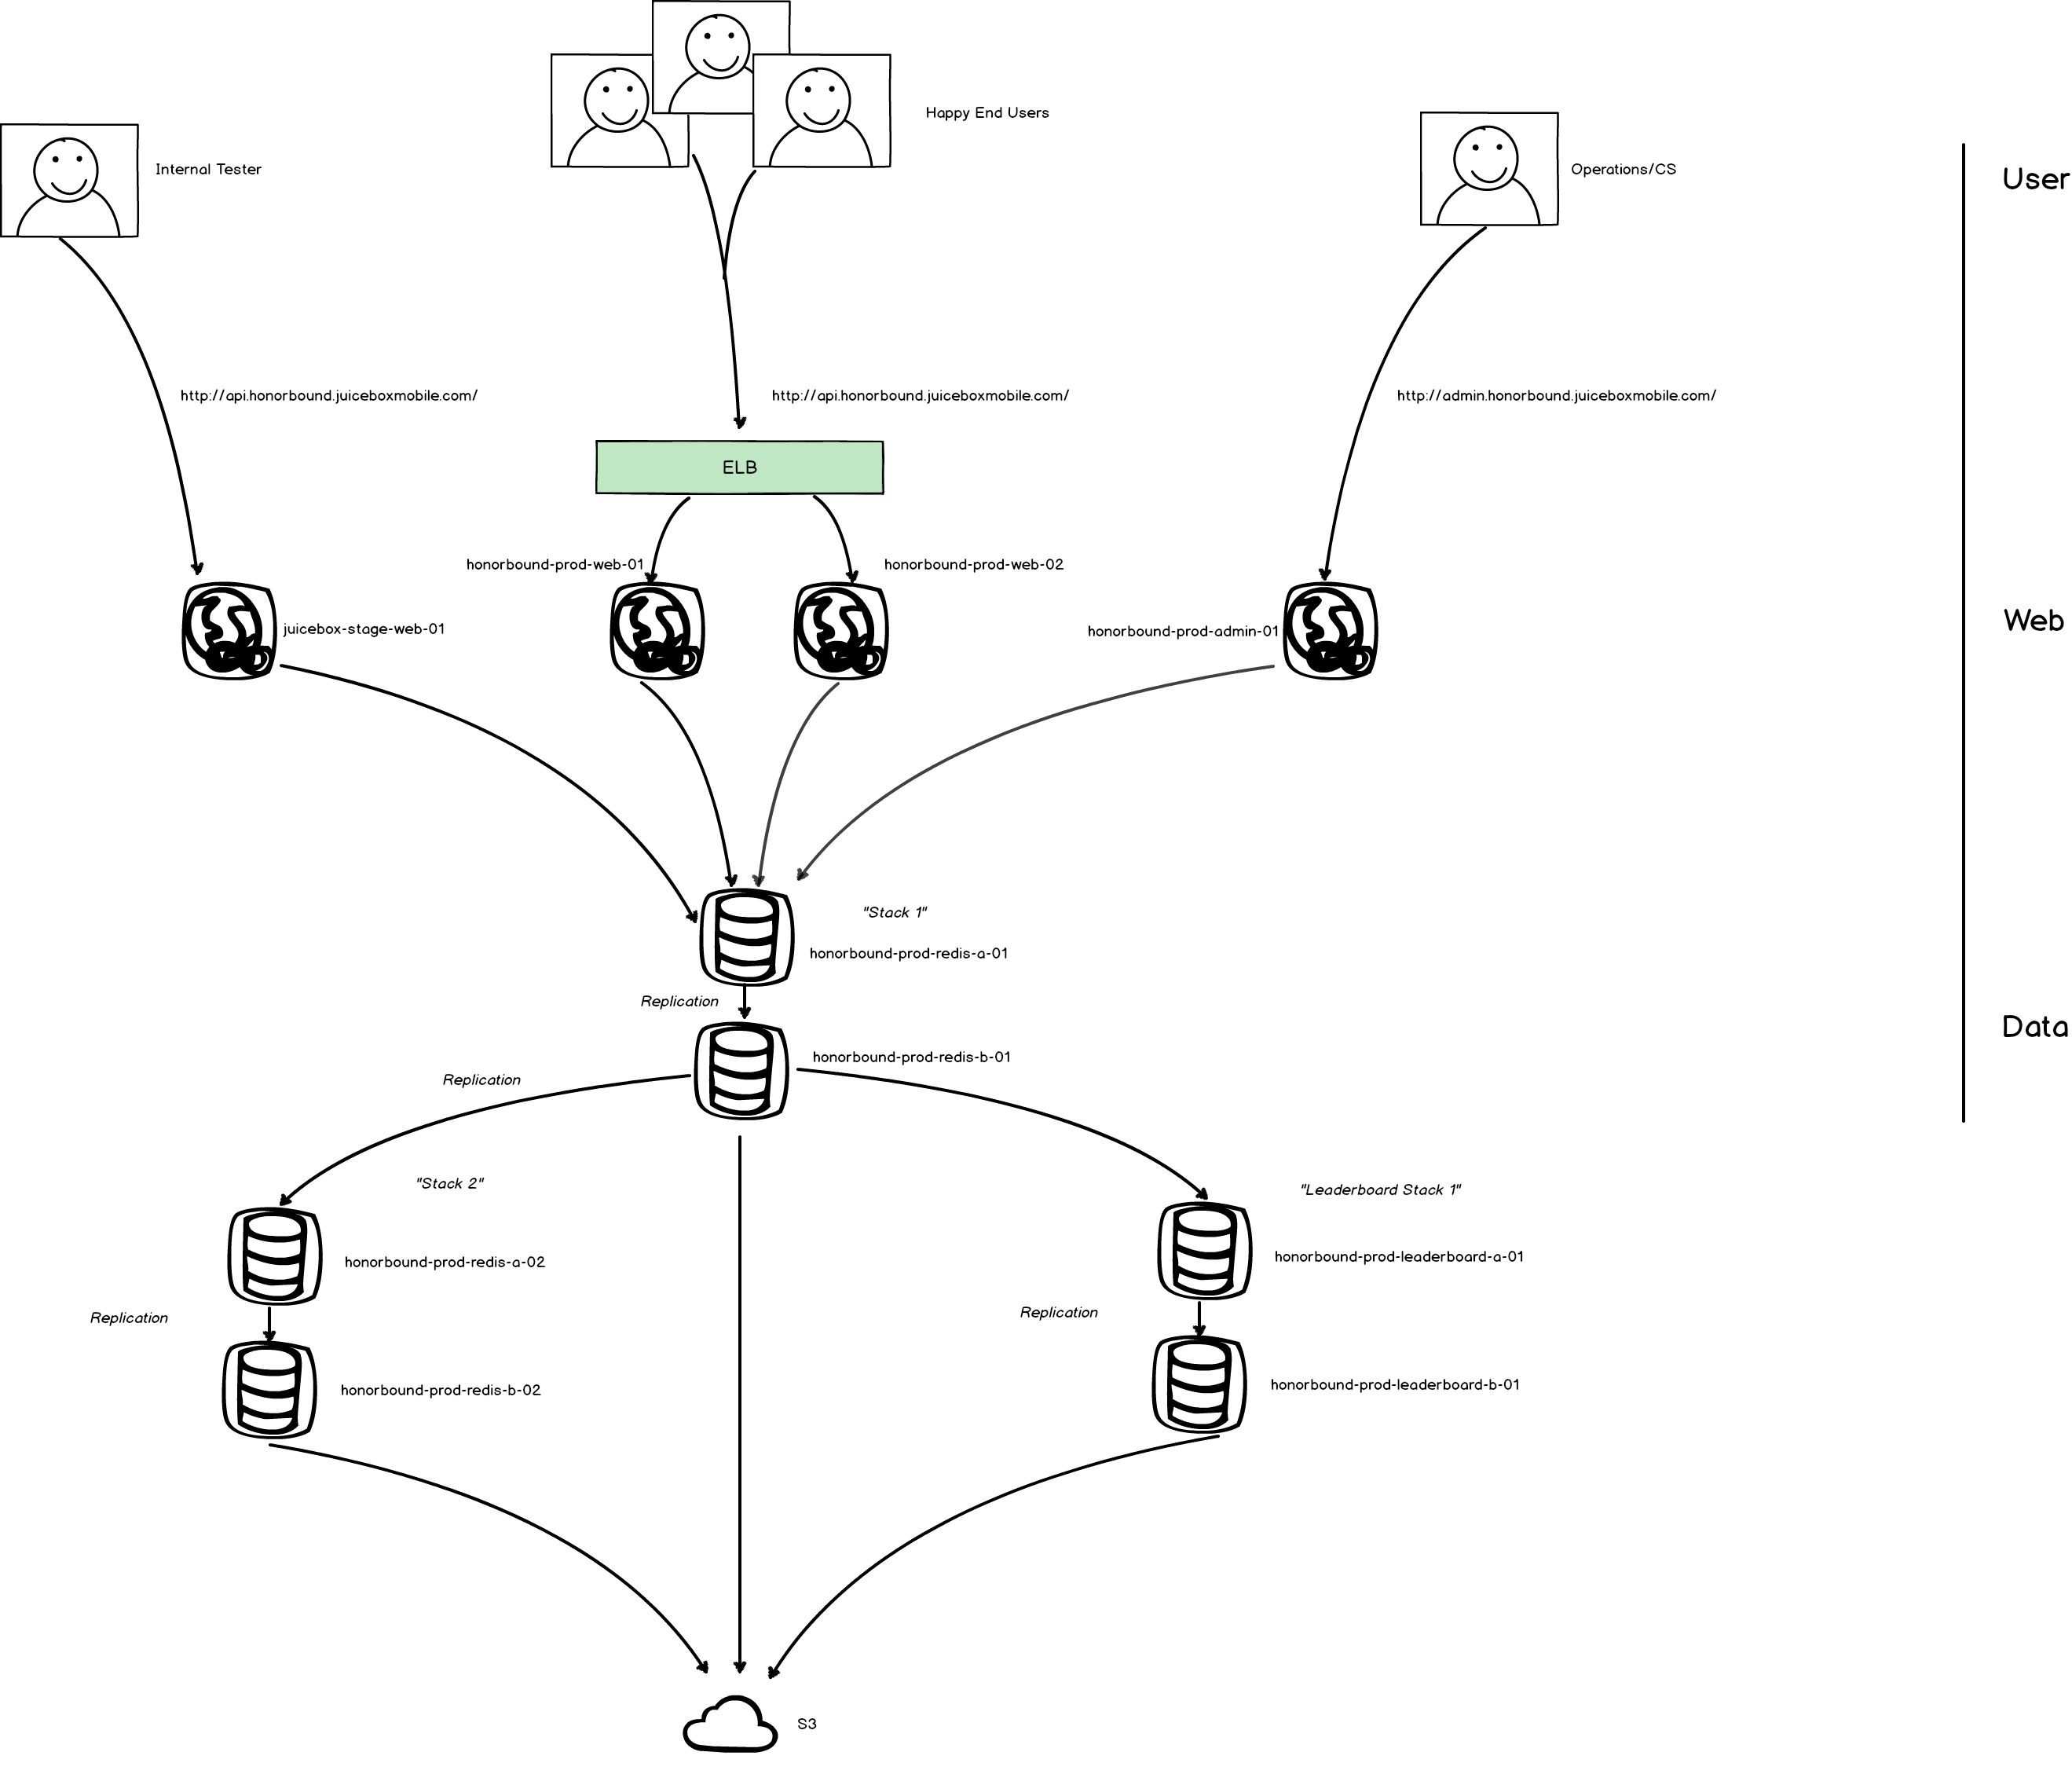 Happy End Users
Internal Tester
Operations/CS
User
http://api.honorbound.juiceboxmobile.com/
http://api.honorbound.juiceboxmobile.com/
http://admin.honorbound.juiceboxmobile.com/
ELB
honorbound-prod-web-01
honorbound-prod-web-02
juicebox-stage-web-01
honorbound-prod-admin-01
Web
"Stack 1"
honorbound-prod-redis-a-01
Replication
Data
honorbound-prod-redis-b-01
Replication
"Stack 2"
"Leaderboard Stack 1"
honorbound-prod-redis-a-02
honorbound-prod-leaderboard-a-01
Replication
Replication
honorbound-prod-redis-b-02
honorbound-prod-leaderboard-b-01
S3